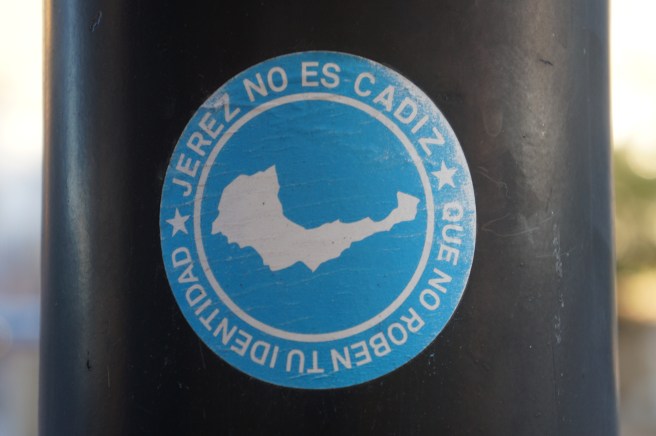 JEREZ NO ES CADIZ
QUE NO ROBEN TU IDENTIDAD